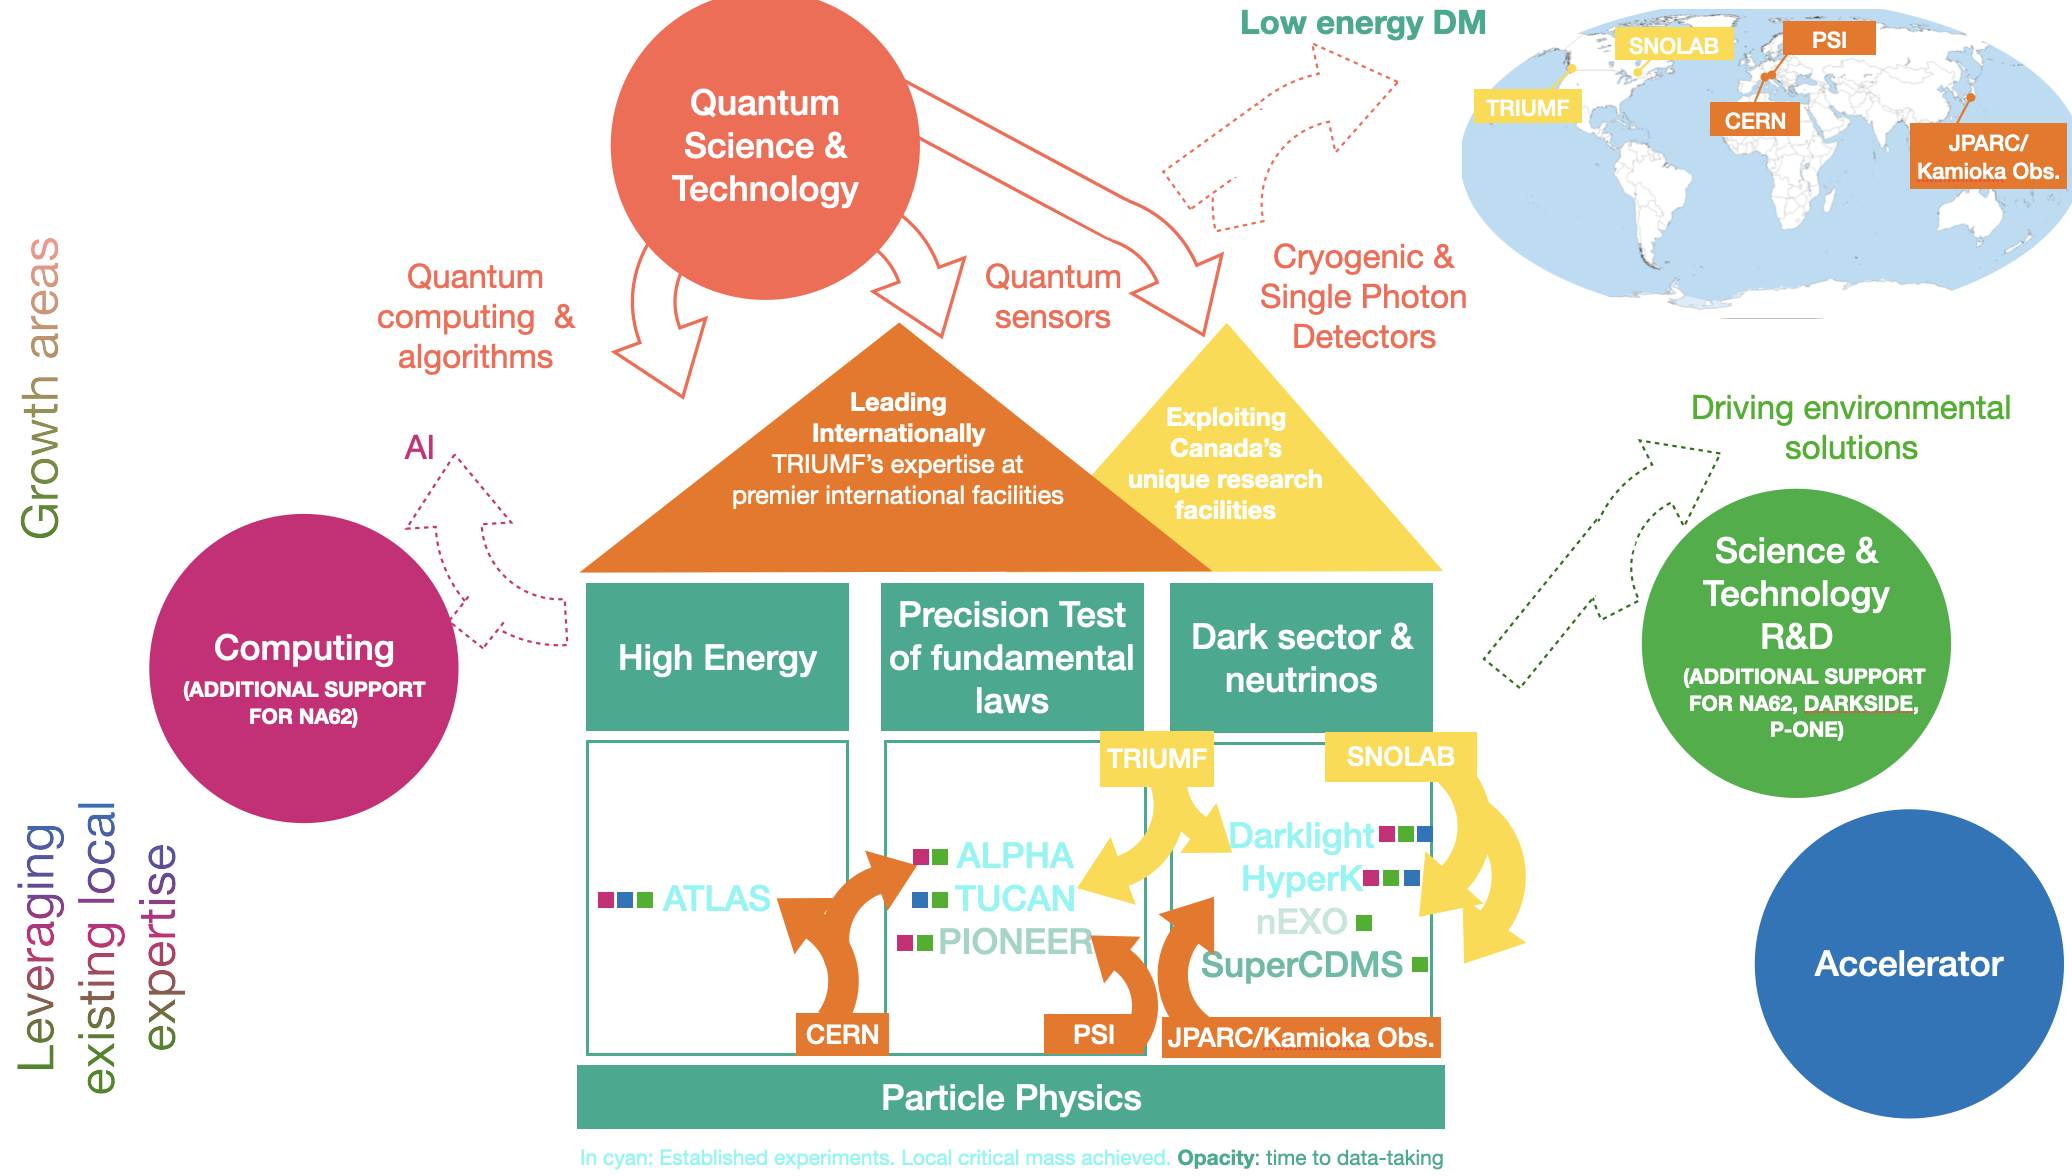 Low energy DM
Quantum
Science &
Technology
SNOLAB
PSI
TRIUMF
CERN
JPARC/
Kamioka Obs.
Growth areas
Quantum
computing &
algorithms
Quantum
sensors
Cryogenic &
Single Photon
Detectors
AI
Leading
Internationally
TRIUMF's expertise at
premier international facilities
Exploiting
Canada's
unique research
facilities
Driving environmental
solutions
Computing
(ADDITIONAL SUPPORT
FOR NA62)
High Energy
Precision Test
of fundamental
laws
Dark sector &
neutrinos
Science &
Technology
R&D
(ADDITIONAL SUPPORT
FOR NA62, DARKSIDE,
P-ONE)
Leveraging
existing local
expertise
TRIUMF
SNOLAB
ATLAS
ALPHA
TUCAN
PIONEER
Darklight
HyperK
nEXO
SuperCDMS
CERN
PSI
JPARC/Kamioka Obs.
Accelerator
Particle Physics
In cyan: Established experiments. Local critical mass achieved. Opacity: time to data-taking